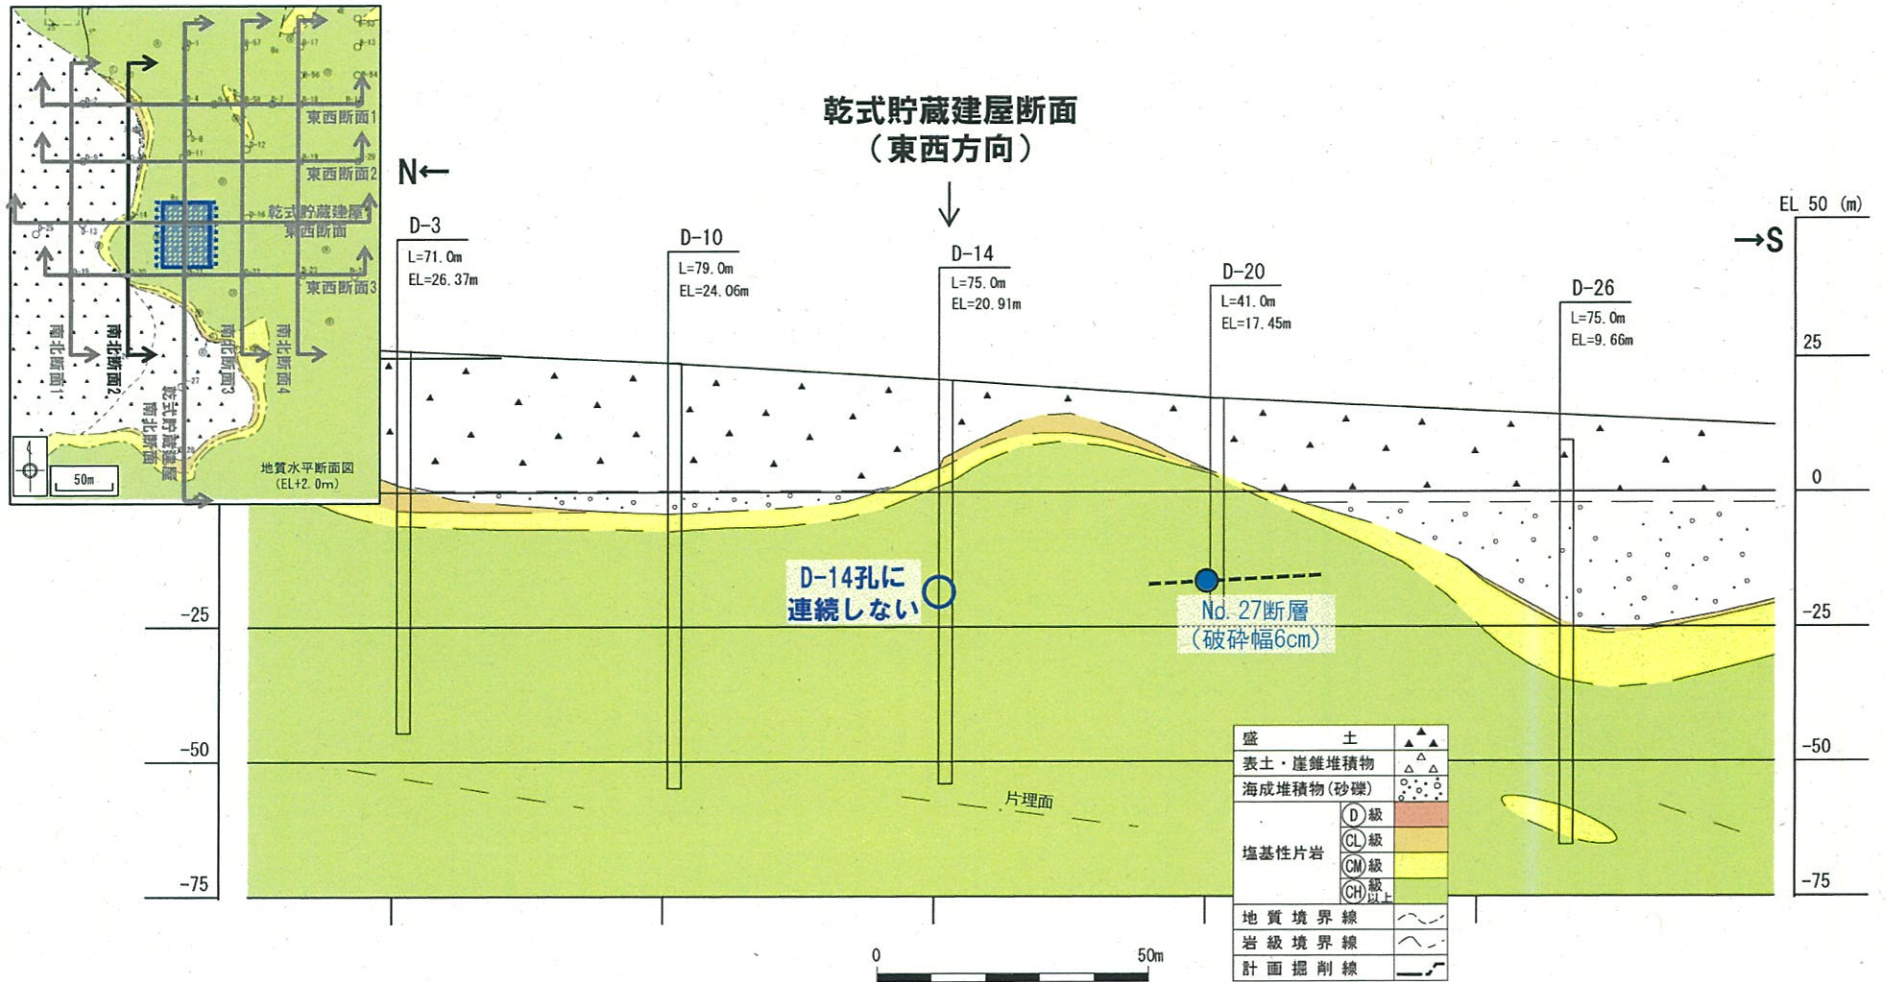 乾式貯蔵建屋断面
(東西方向)
N←
→S
EL 50 (m)
D-3
L=71.0m
EL=26.37m
D-10
L=79.0m
EL=24.06m
D-14
L=75.0m
EL=20.91m
D-20
L=41.0m
EL=17.45m
D-26
L=75.0m
EL=9.66m
25
0
-25
-50
-75
-25
-50
-75
D-14孔に
連続しない
No.27断層
(破砕幅6cm)
片理面
東西断面1
東西断面2
乾式貯蔵建屋
東西断面
東西断面3
南北断面1
南北断面2
乾式貯蔵建屋
南北断面
南北断面3
南北断面4
地質水平断面図
(EL+2.0m)
50m
盛土
表土・崖錐堆積物
海成堆積物(砂礫)
塩基性片岩
D級
CL級
CM級
CH級以上
地質境界線
岩級境界線
計画掘削線
0 50m